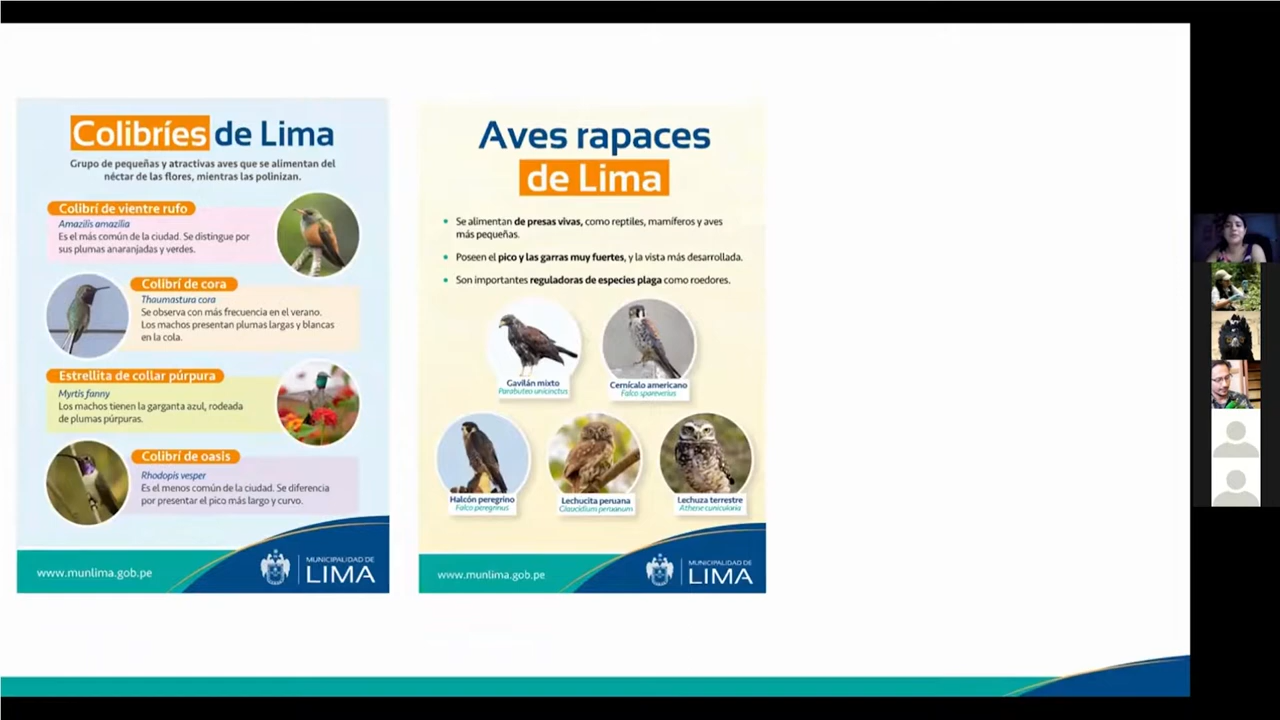 Colibríes de Lima
Grupo de pequeñas y atractivas aves que se alimentan del
néctar de las flores, mientras las polinizan.
Colibrí de vientre rufo
Amazilis amazilia
Es el más común de la ciudad. Se distingue por
sus plumas anaranjadas y verdes.
Colibrí de cora
Thaumastura cora
Se observa con más frecuencia en el verano.
Los machos presentan plumas largas y blancas
en la cola.
Estrellita de collar púrpura
Myrtis fanny
Los machos tienen la garganta azul, rodeada
de plumas púrpuras.
Colibrí de oasis
Rhodopis vesper
Es el menos común de la ciudad. Se diferencia
por presentar el pico más largo y curvo.
www.munlima.gob.pe
MUNICIPALIDAD DE
LIMA
Aves rapaces
de Lima
Se alimentan de presas vivas, como reptiles, mamíferos y aves
más pequeñas.
Poseen el pico y las garras muy fuertes, y la vista más desarrollada.
Son importantes reguladoras de especies plaga como roedores.
Gavilán mixto
Parabuteo unicinctus
Cernícalo americano
Falco sparverius
Halcón peregrino
Falco peregrinus
Lechucita peruana
Glaucidium peruanum
Lechuza terrestre
Athene cunicularia
www.munlima.gob.pe
MUNICIPALIDAD DE
LIMA